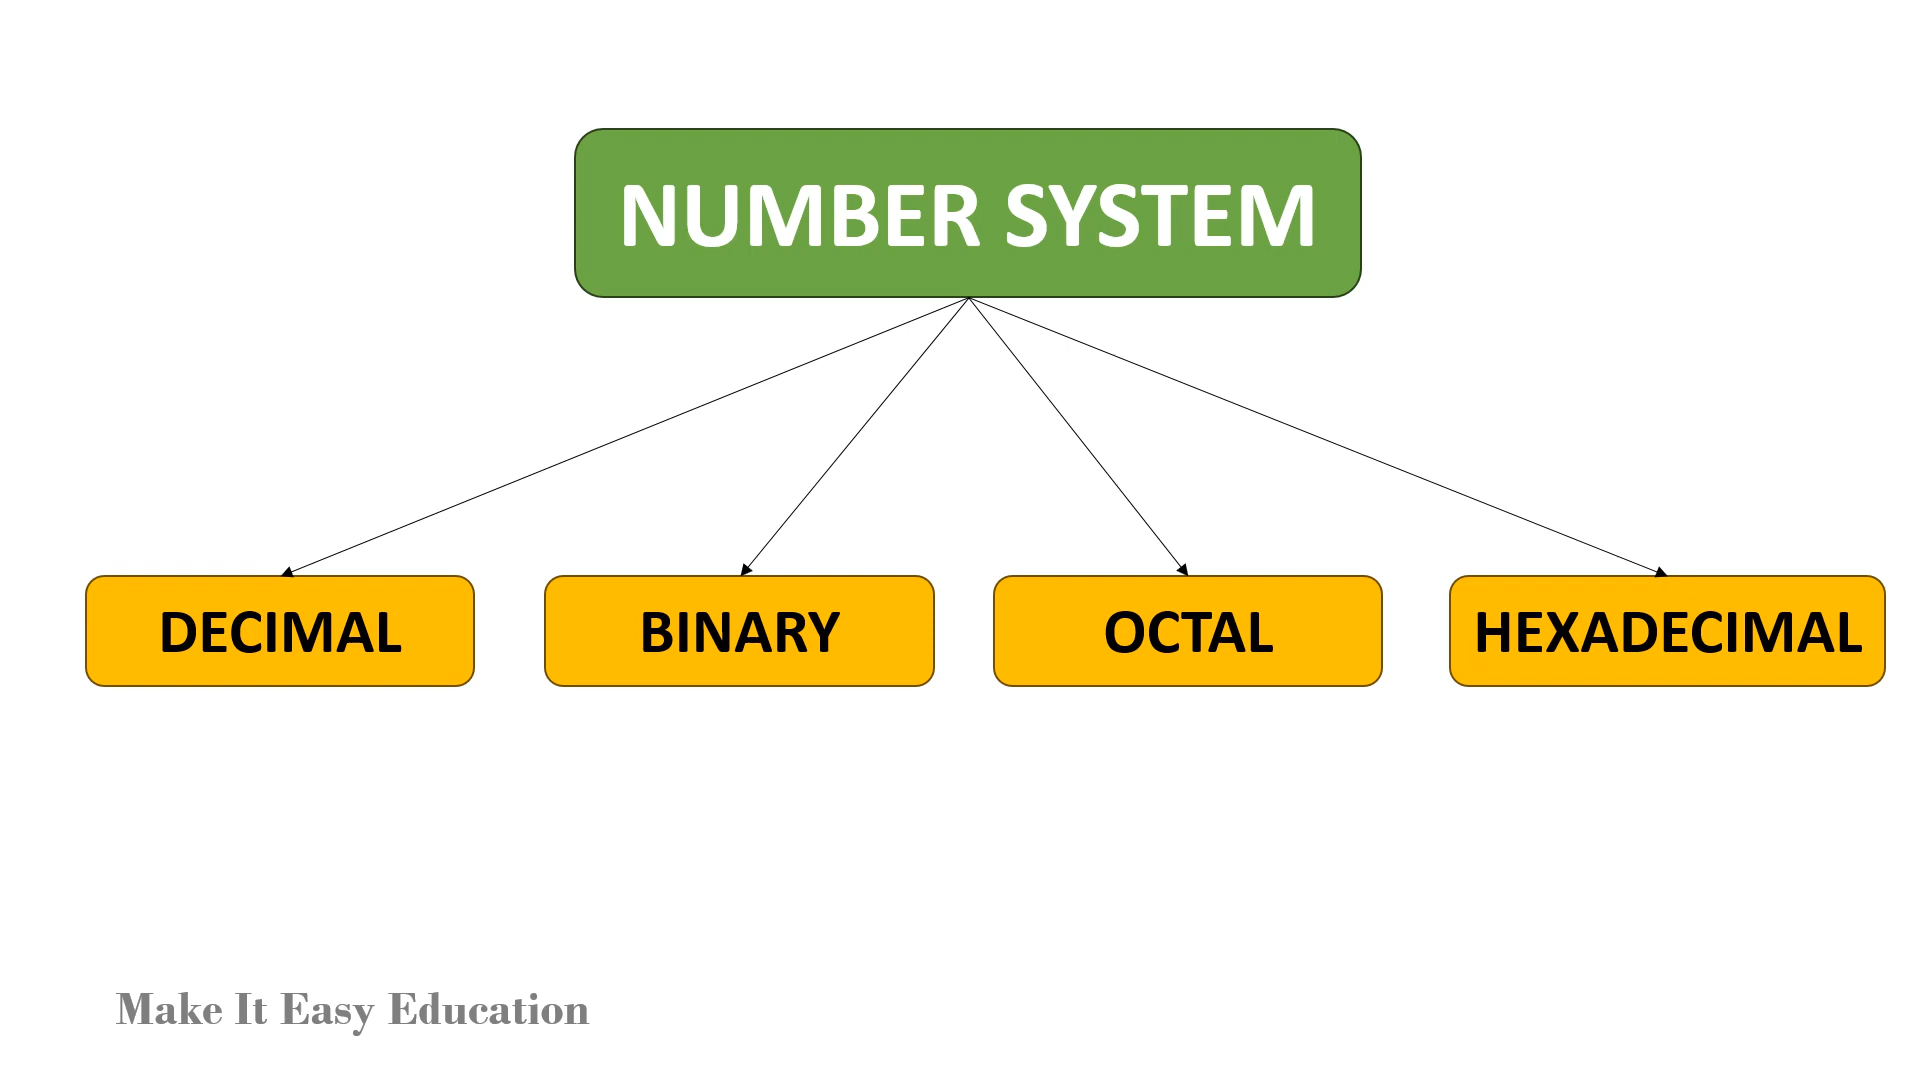 NUMBER SYSTEM
DECIMAL
BINARY
OCTAL
HEXADECIMAL
Make It Easy Education